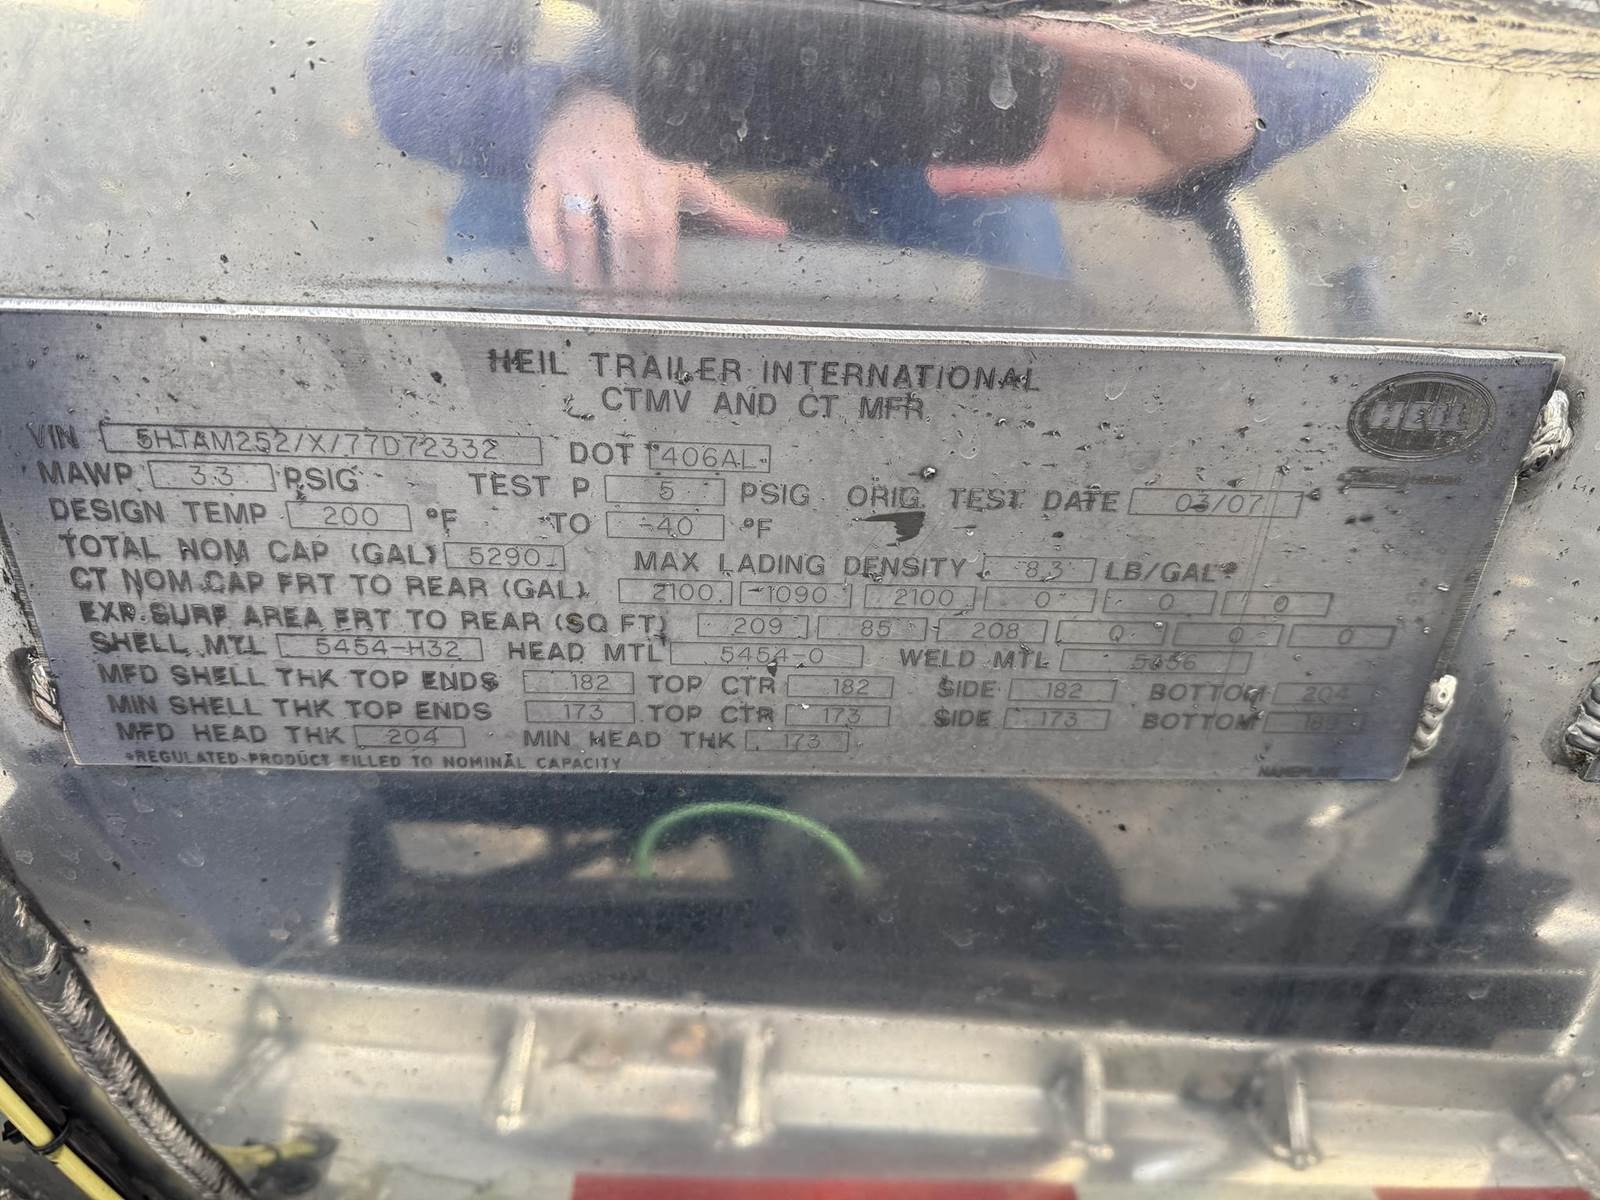 HEIL TRAILER INTERNATIONAL
CTMV AND CT MFR
HEIL
VIN 5HTAM252/X/77D72332 DOT 406AL
MAWP 3.3 PSIG TEST P 5 PSIG ORIG TEST DATE 03/07
DESIGN TEMP 200 °F TO -40 °F
TOTAL NOM CAP (GAL) 5290 MAX LADING DENSITY 8.3 LB/GAL*
CT NOM CAP FRT TO REAR (GAL) 2100 1090 2100 0 0 0
EXP. SURF AREA FRT TO REAR (SQ FT) 209 85 208 0 0 0
SHELL MTL 5454-H32 HEAD MTL 5454-0 WELD MTL 5356
MFD SHELL THK TOP ENDS .182 TOP CTR .182 SIDE .182 BOTTOM 204
MIN SHELL THK TOP ENDS .173 TOP CTR .173 SIDE .173 BOTTOM
MFD HEAD THK .204 MIN HEAD THK .173
*REGULATED PRODUCT FILLED TO NOMINAL CAPACITY